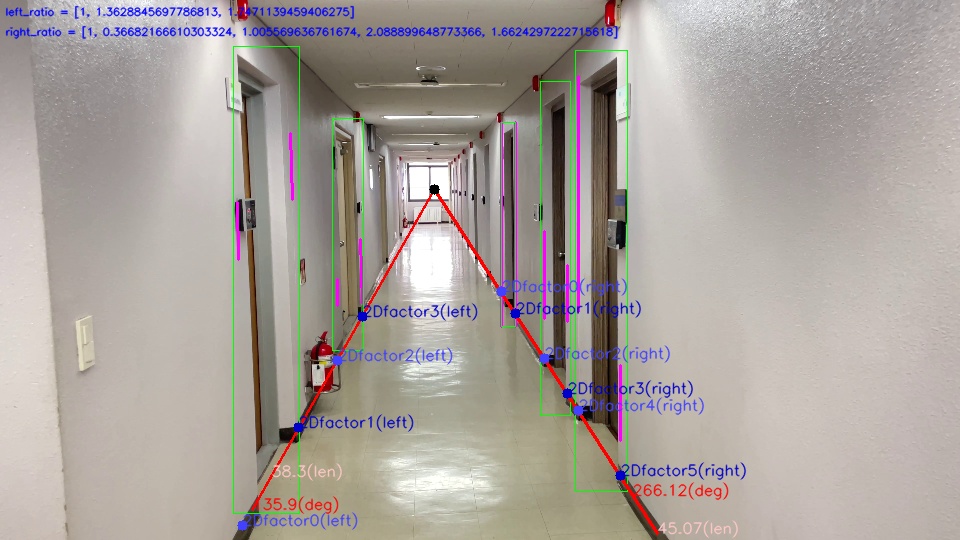 left_ratio = [1, 1.3628845697786813, 1.2471139459406275]
right_ratio = [1, 0.36682166610303324, 1.005569636761674, 2.088899648773366, 1.6624297222715618]
2Dfactor0(right)
2Dfactor3(left)
2Dfactor1(right)
2Dfactor2(left)
2Dfactor2(right)
2Dfactor3(right)
2Dfactor4(right)
2Dfactor1(left)
38.3(len)
2Dfactor5(right)
266.12(deg)
135.9(deg)
2Dfactor0(left)
45.07(len)